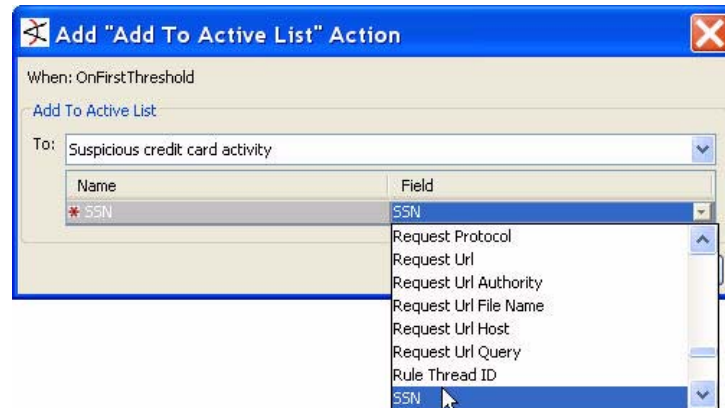 Add "Add To Active List" Action
When: OnFirstThreshold
Add To Active List
To: Suspicious credit card activity
Name Field
* SSN SSN
Request Protocol
Request Url
Request Url Authority
Request Url File Name
Request Url Host
Request Url Query
Rule Thread ID
SSN